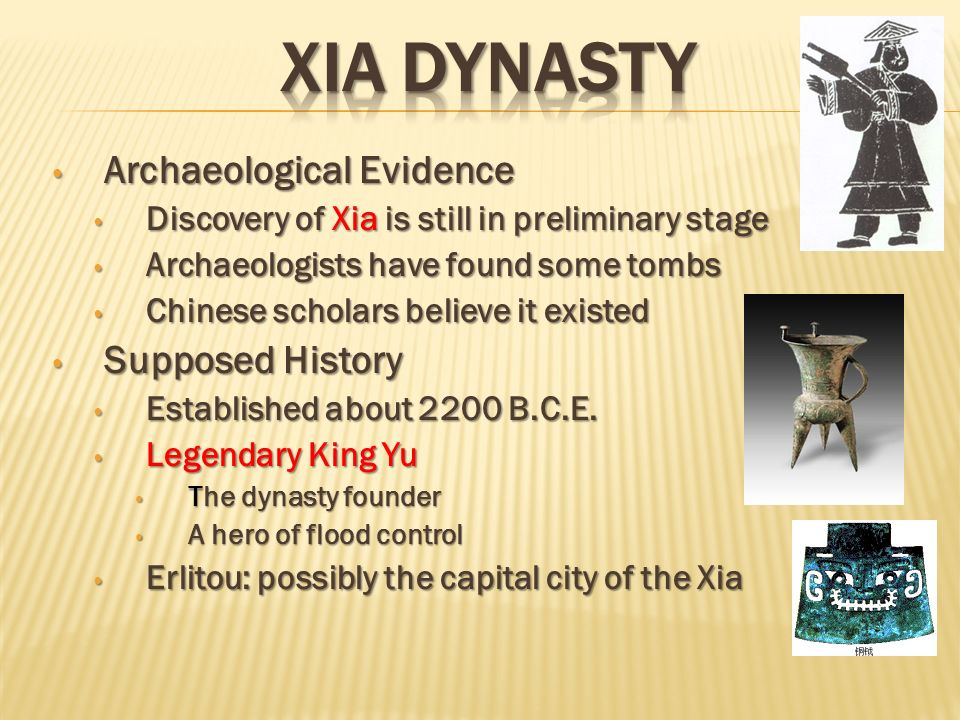 XIA DYNASTY
• Archaeological Evidence
• Discovery of Xia is still in preliminary stage
• Archaeologists have found some tombs
• Chinese scholars believe it existed
• Supposed History
• Established about 2200 B.C.E.
• Legendary King Yu
• The dynasty founder
• A hero of flood control
• Erlitou: possibly the capital city of the Xia
铜钺